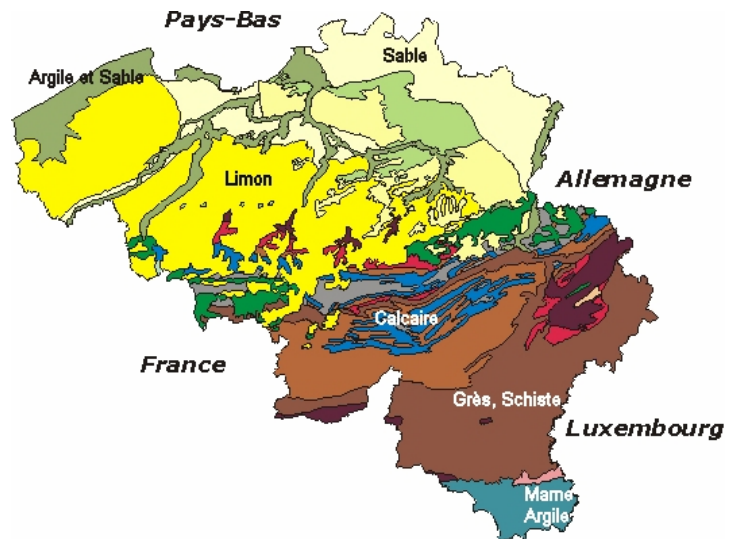 Pays-Bas
Sable
Argile et Sable
Limon
Allemagne
Calcaire
France
Grès, Schiste
Luxembourg
Marne
Argile